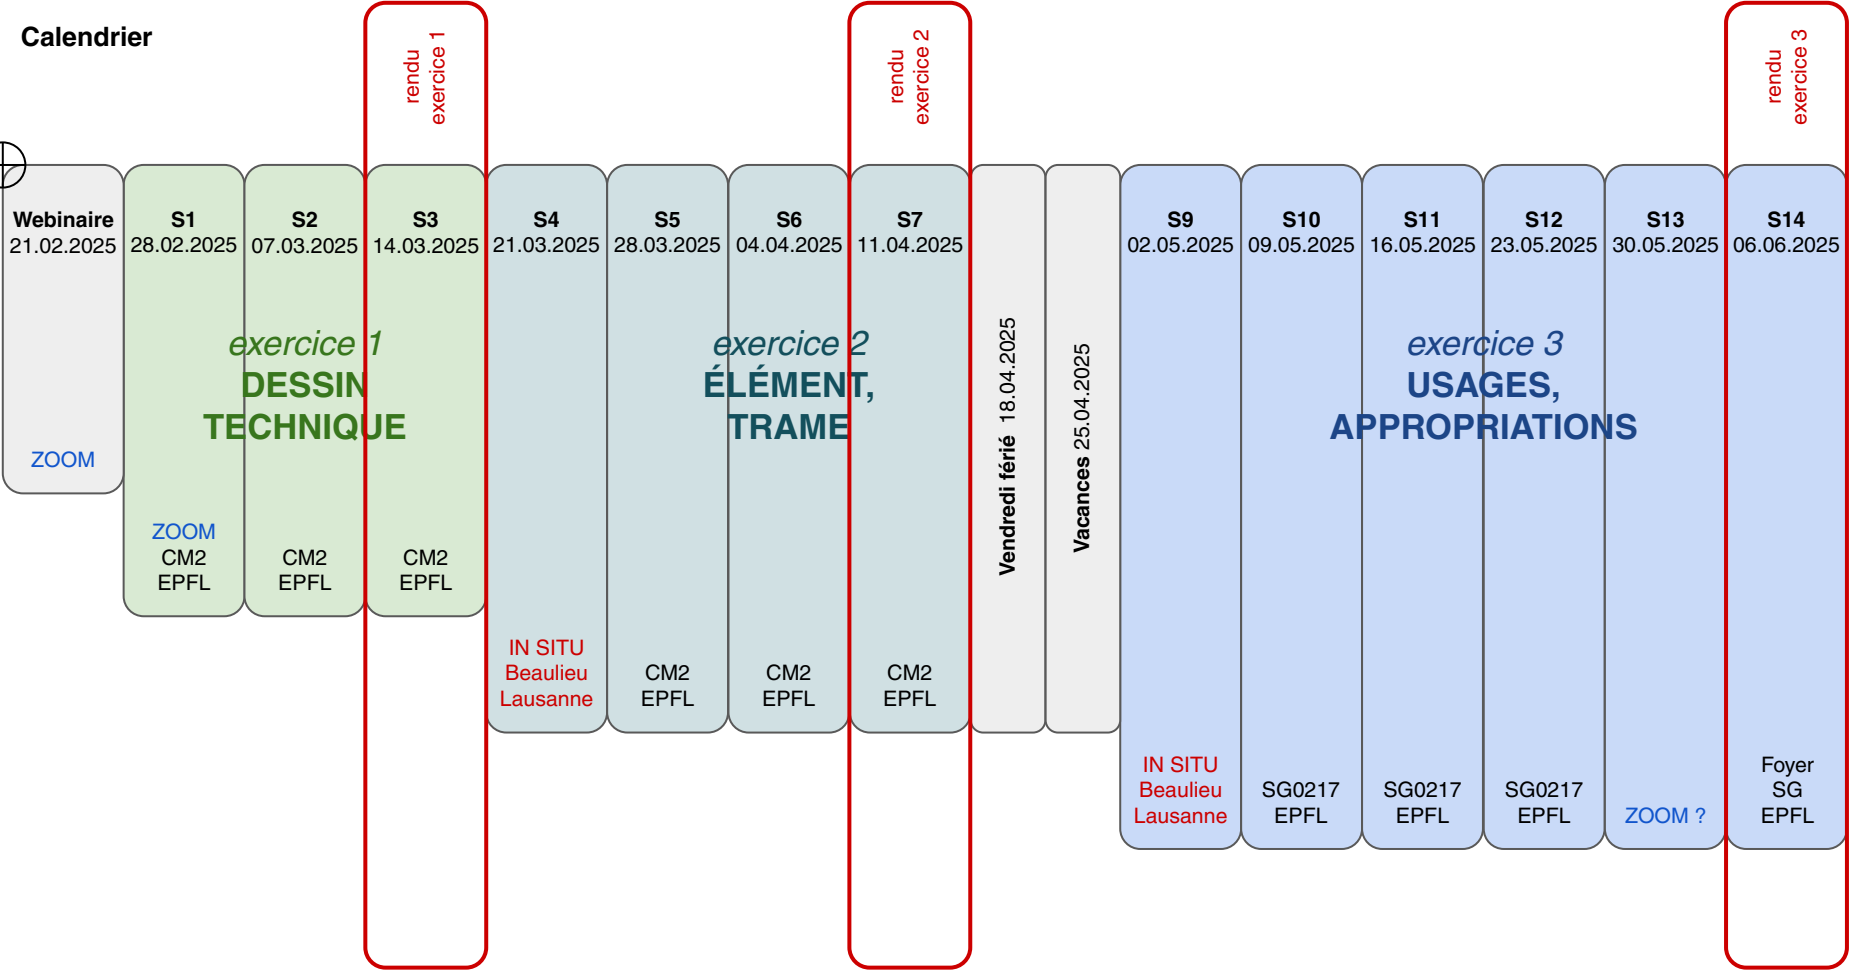 Calendrier
rendu
exercice 1
rendu
exercice 2
rendu
exercice 3
Webinaire
21.02.2025
ZOOM
S1
28.02.2025
ZOOM
CM2
EPFL
S2
07.03.2025
CM2
EPFL
S3
14.03.2025
CM2
EPFL
exercice 1
DESSIN
TECHNIQUE
S4
21.03.2025
IN SITU
Beaulieu
Lausanne
S5
28.03.2025
CM2
EPFL
S6
04.04.2025
CM2
EPFL
S7
11.04.2025
CM2
EPFL
exercice 2
ÉLÉMENT,
TRAME
Vendredi férié 18.04.2025
Vacances 25.04.2025
S9
02.05.2025
IN SITU
Beaulieu
Lausanne
S10
09.05.2025
SG0217
EPFL
S11
16.05.2025
SG0217
EPFL
S12
23.05.2025
SG0217
EPFL
S13
30.05.2025
ZOOM ?
S14
06.06.2025
Foyer
SG
EPFL
exercice 3
USAGES,
APPROPRIATIONS